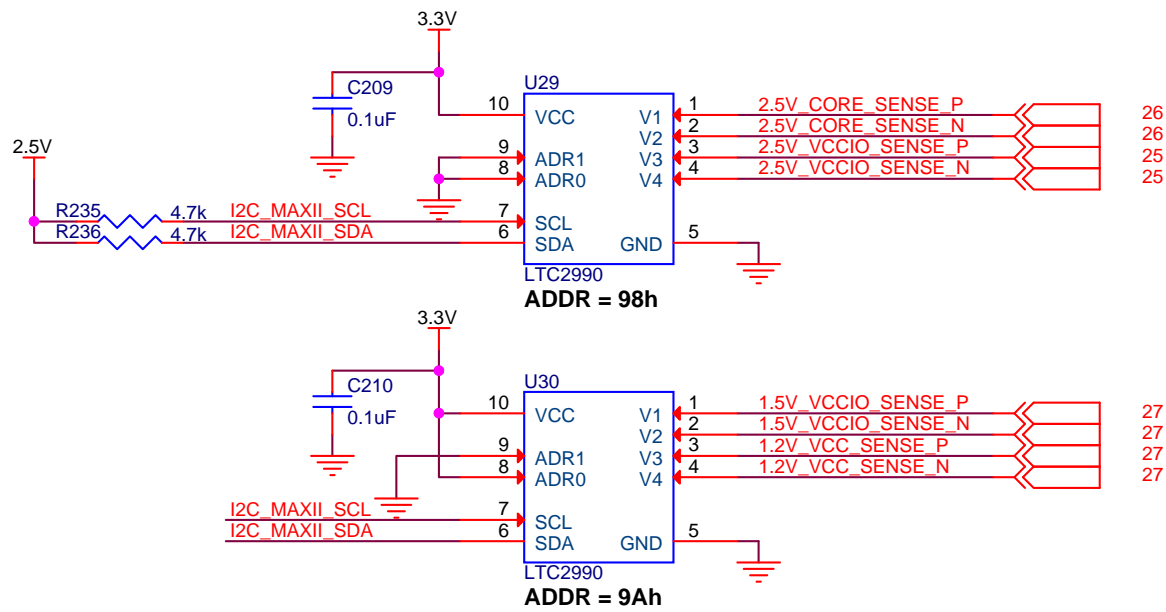 3.3V
U29
C209
0.1uF
10 VCC V1 1 2.5V_CORE_SENSE_P 26
V2 2 2.5V_CORE_SENSE_N 26
9 ADR1 V3 3 2.5V_VCCIO_SENSE_P 25
8 ADR0 V4 4 2.5V_VCCIO_SENSE_N 25
2.5V
R235 4.7k I2C_MAXII_SCL 7 SCL
R236 4.7k I2C_MAXII_SDA 6 SDA GND 5
LTC2990
ADDR = 98h
3.3V
U30
C210
0.1uF
10 VCC V1 1 1.5V_VCCIO_SENSE_P 27
V2 2 1.5V_VCCIO_SENSE_N 27
9 ADR1 V3 3 1.2V_VCC_SENSE_P 27
8 ADR0 V4 4 1.2V_VCC_SENSE_N 27
I2C_MAXII_SCL 7 SCL
I2C_MAXII_SDA 6 SDA GND 5
LTC2990
ADDR = 9Ah